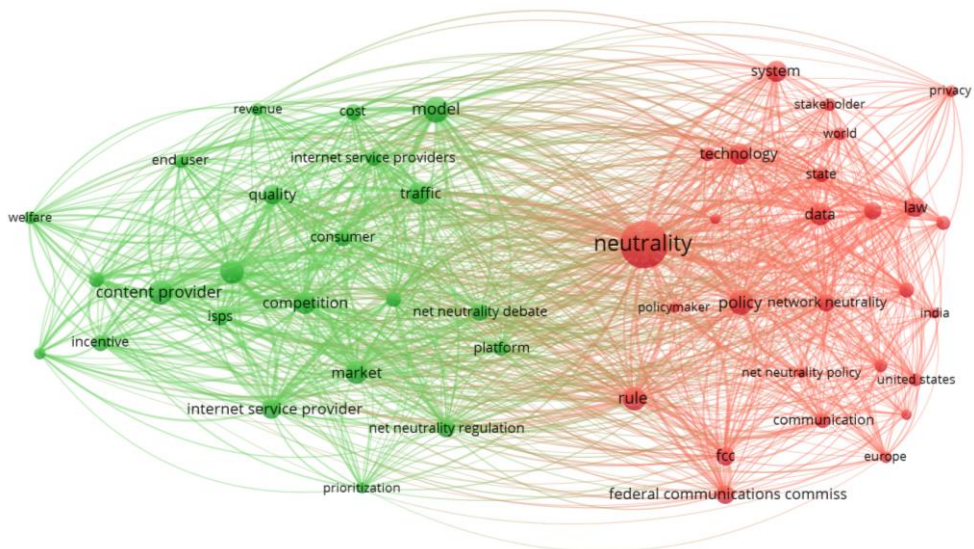 system
privacy
revenue
cost
model
stakeholder
world
end user
internet service providers
technology
state
quality
traffic
welfare
consumer
data
law
neutrality
content provider
competition
isps
net neutrality debate
policymaker
policy
network neutrality
india
incentive
platform
market
net neutrality policy
united states
internet service provider
rule
net neutrality regulation
communication
fcc
europe
prioritization
federal communications commiss